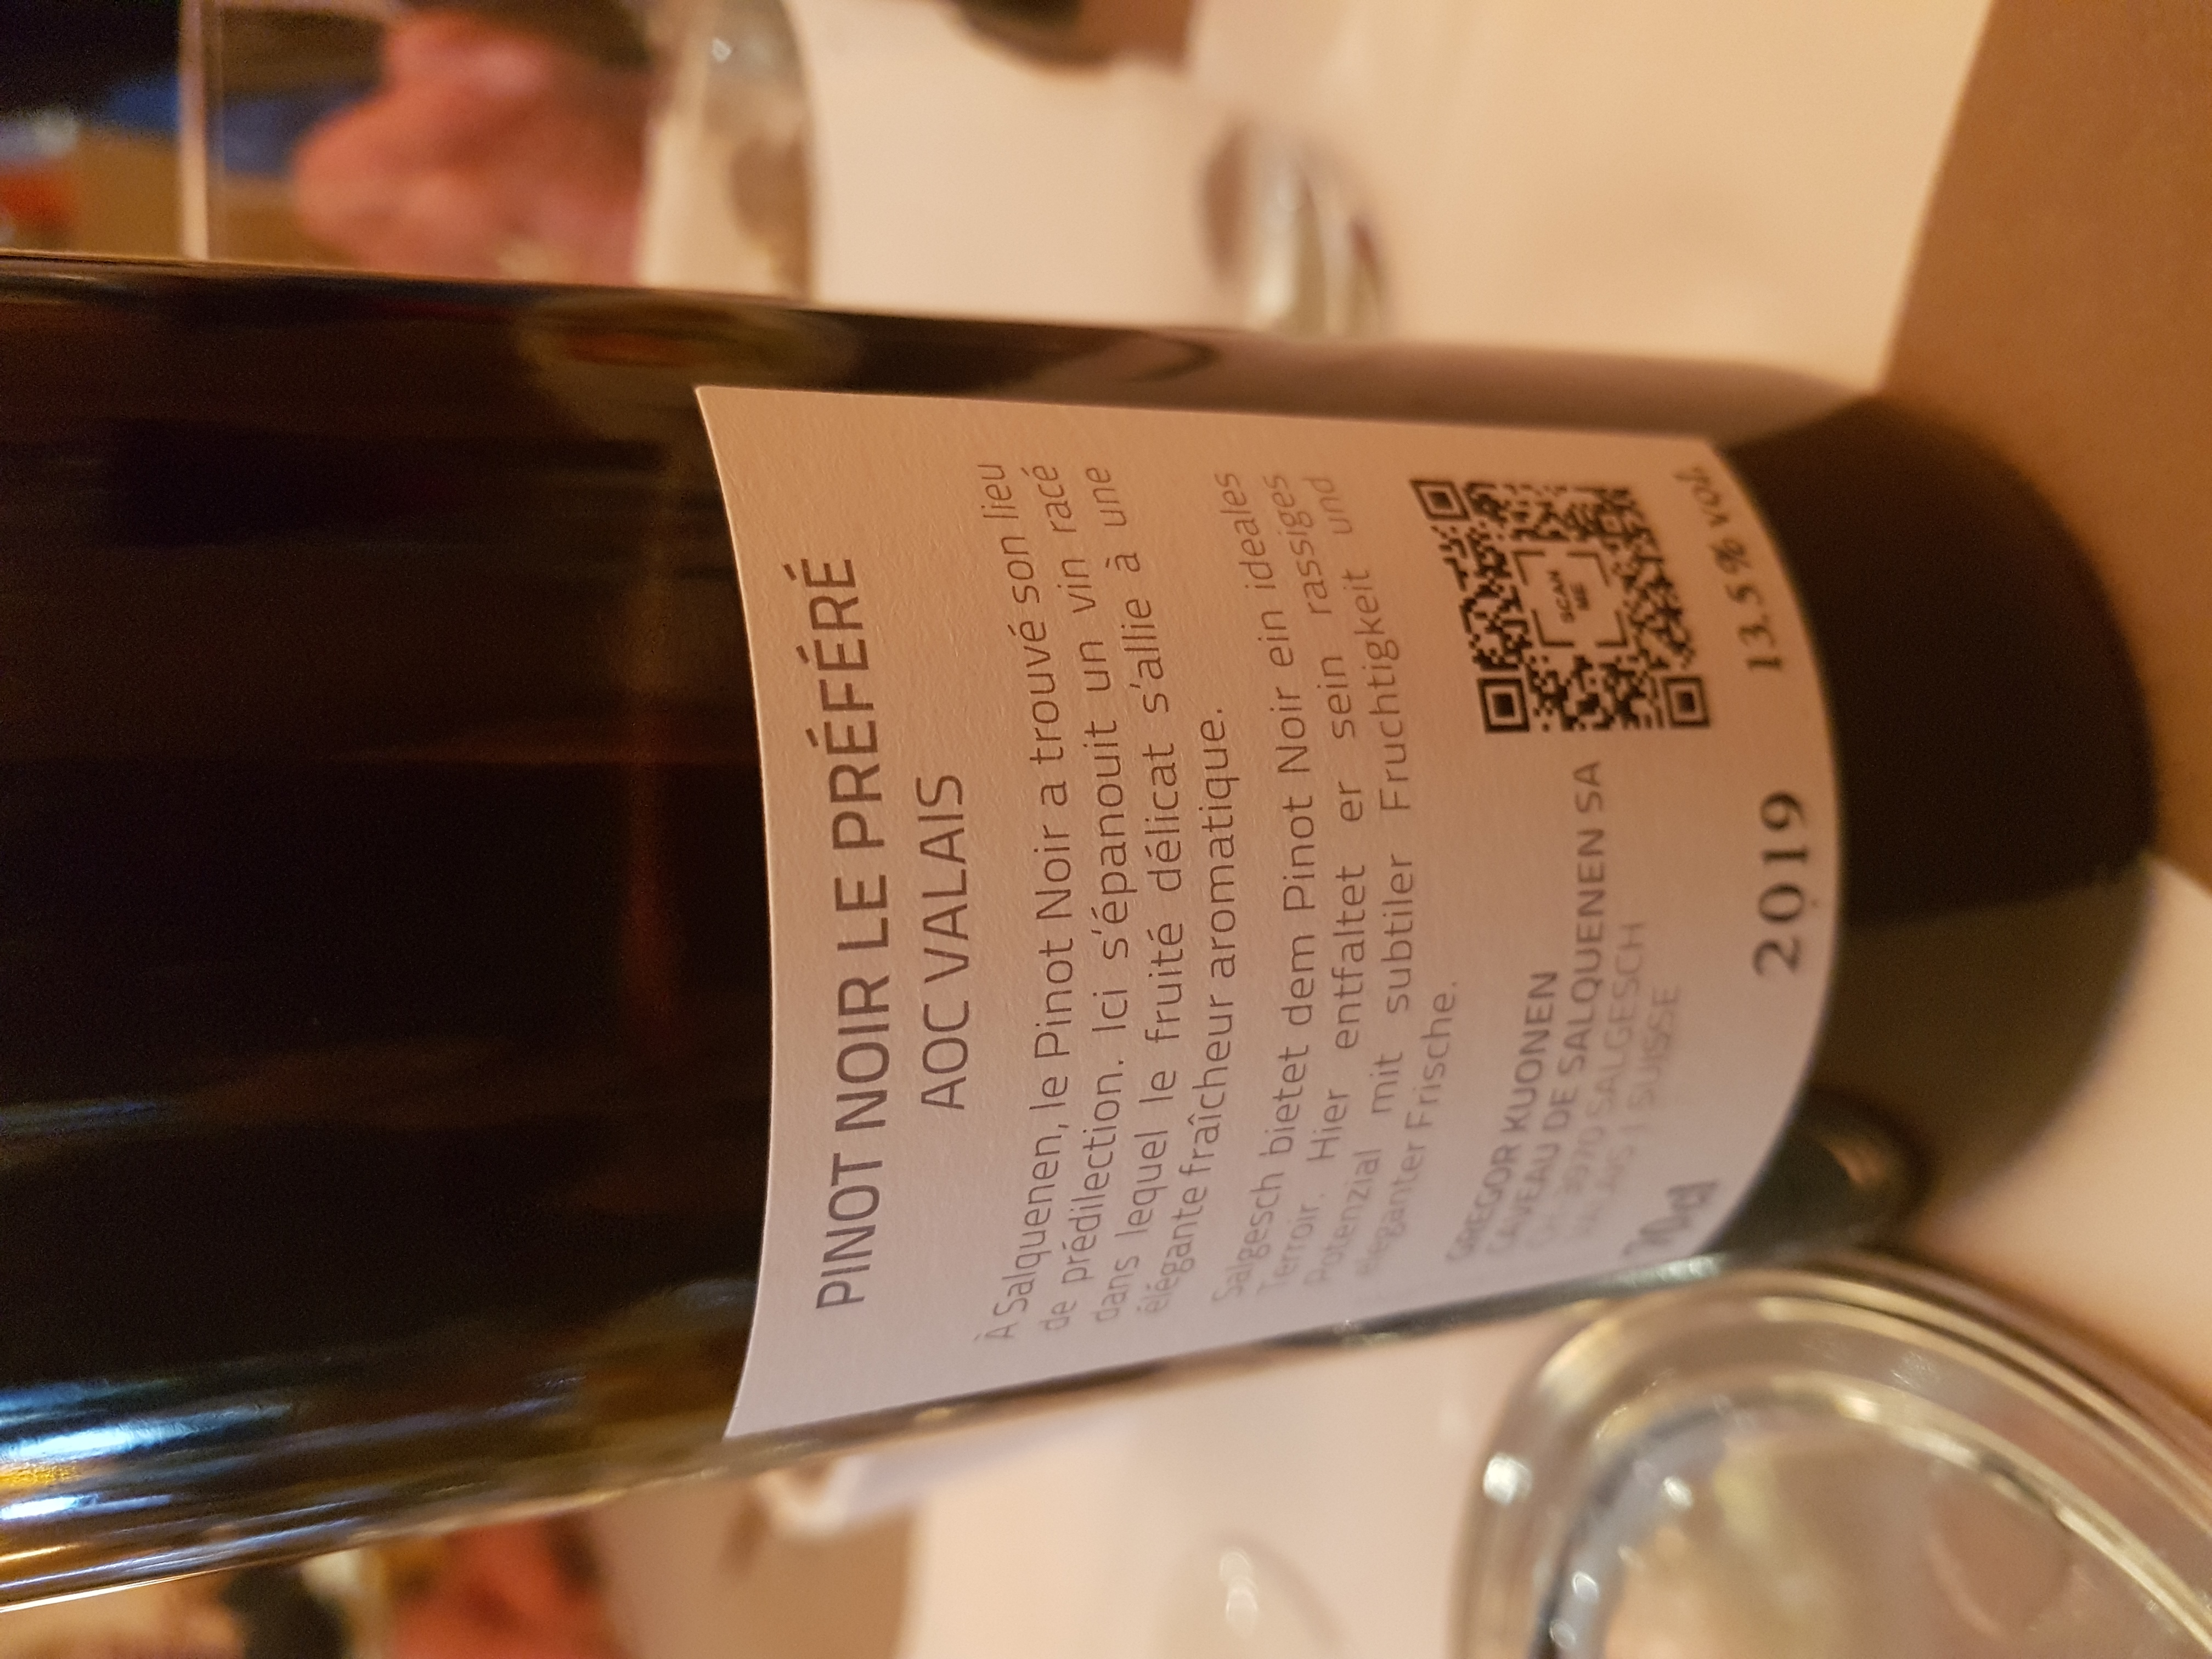 PINOT NOIR LE PRÉFÉRÉ
AOC VALAIS
À Salquenen, le Pinot Noir a trouvé son lieu
de prédilection. Ici s'épanouit un vin racé
dans lequel le fruité délicat s'allie à une
élégante fraîcheur aromatique.
Salgesch bietet dem Pinot Noir ein ideales
Terroir. Hier entfaltet er sein rassiges
Potenzial mit subtiler Fruchtigkeit und
eleganter Frische.
GREGOR KUONEN
CAVEAU DE SALQUENEN SA
CH-3970 SALGESCH
VALAIS / SUISSE
SCAN
ME
2019
13.5 % VOL